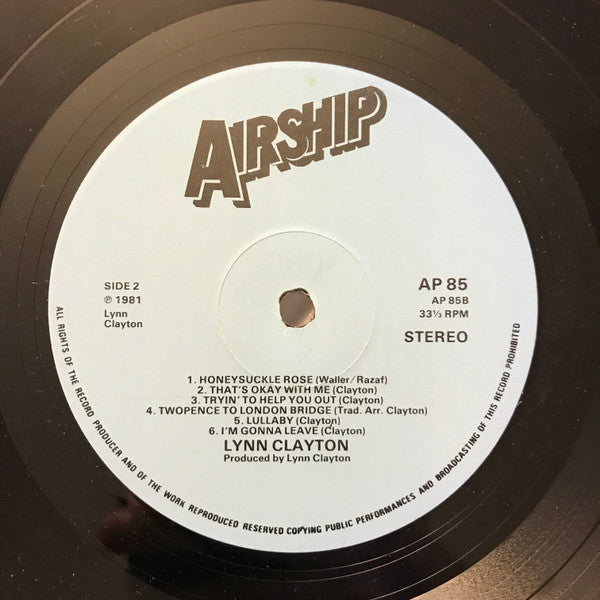 AIRSHIP
SIDE 2
℗ 1981
Lynn
Clayton
AP 85
AP 85B
33⅓ RPM
STEREO
1. HONEYSUCKLE ROSE (Waller/Razaf)
2. THAT'S OKAY WITH ME (Clayton)
3. TRYIN' TO HELP YOU OUT (Clayton)
4. TWOPENCE TO LONDON BRIDGE (Trad. Arr. Clayton)
5. LULLABY (Clayton)
6. I'M GONNA LEAVE (Clayton)
LYNN CLAYTON
Produced by Lynn Clayton
ALL RIGHTS OF THE RECORD PRODUCER AND OF THE WORK REPRODUCED RESERVED COPYING PUBLIC PERFORMANCES AND BROADCASTING OF THIS RECORD PROHIBITED